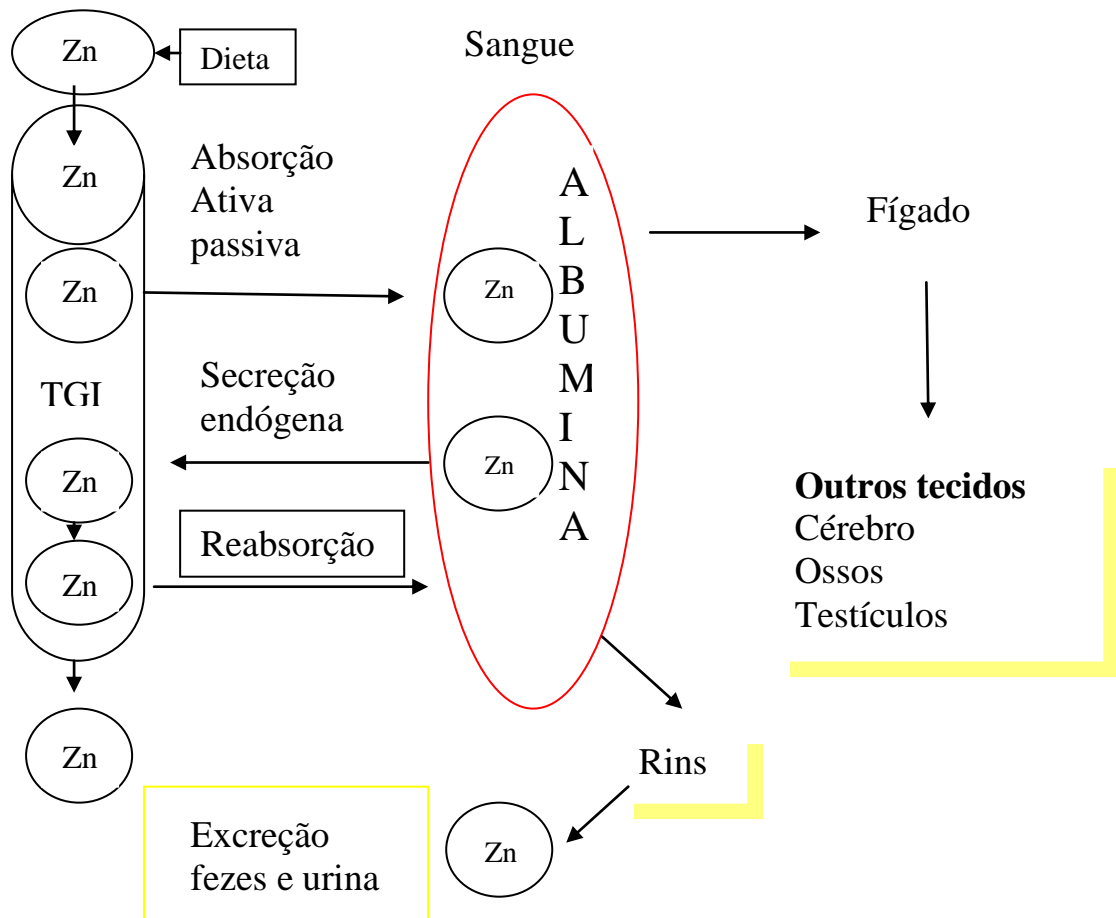 Zn
Dieta
Sangue
Zn
Absorção
Ativa
passiva
Zn
TGI
Secreção
endógena
Zn
Reabsorção
Zn
Zn
Zn
Zn
ALBUMINA
Fígado
Outros tecidos
Cérebro
Ossos
Testículos
Rins
Zn
Excreção
fezes e urina